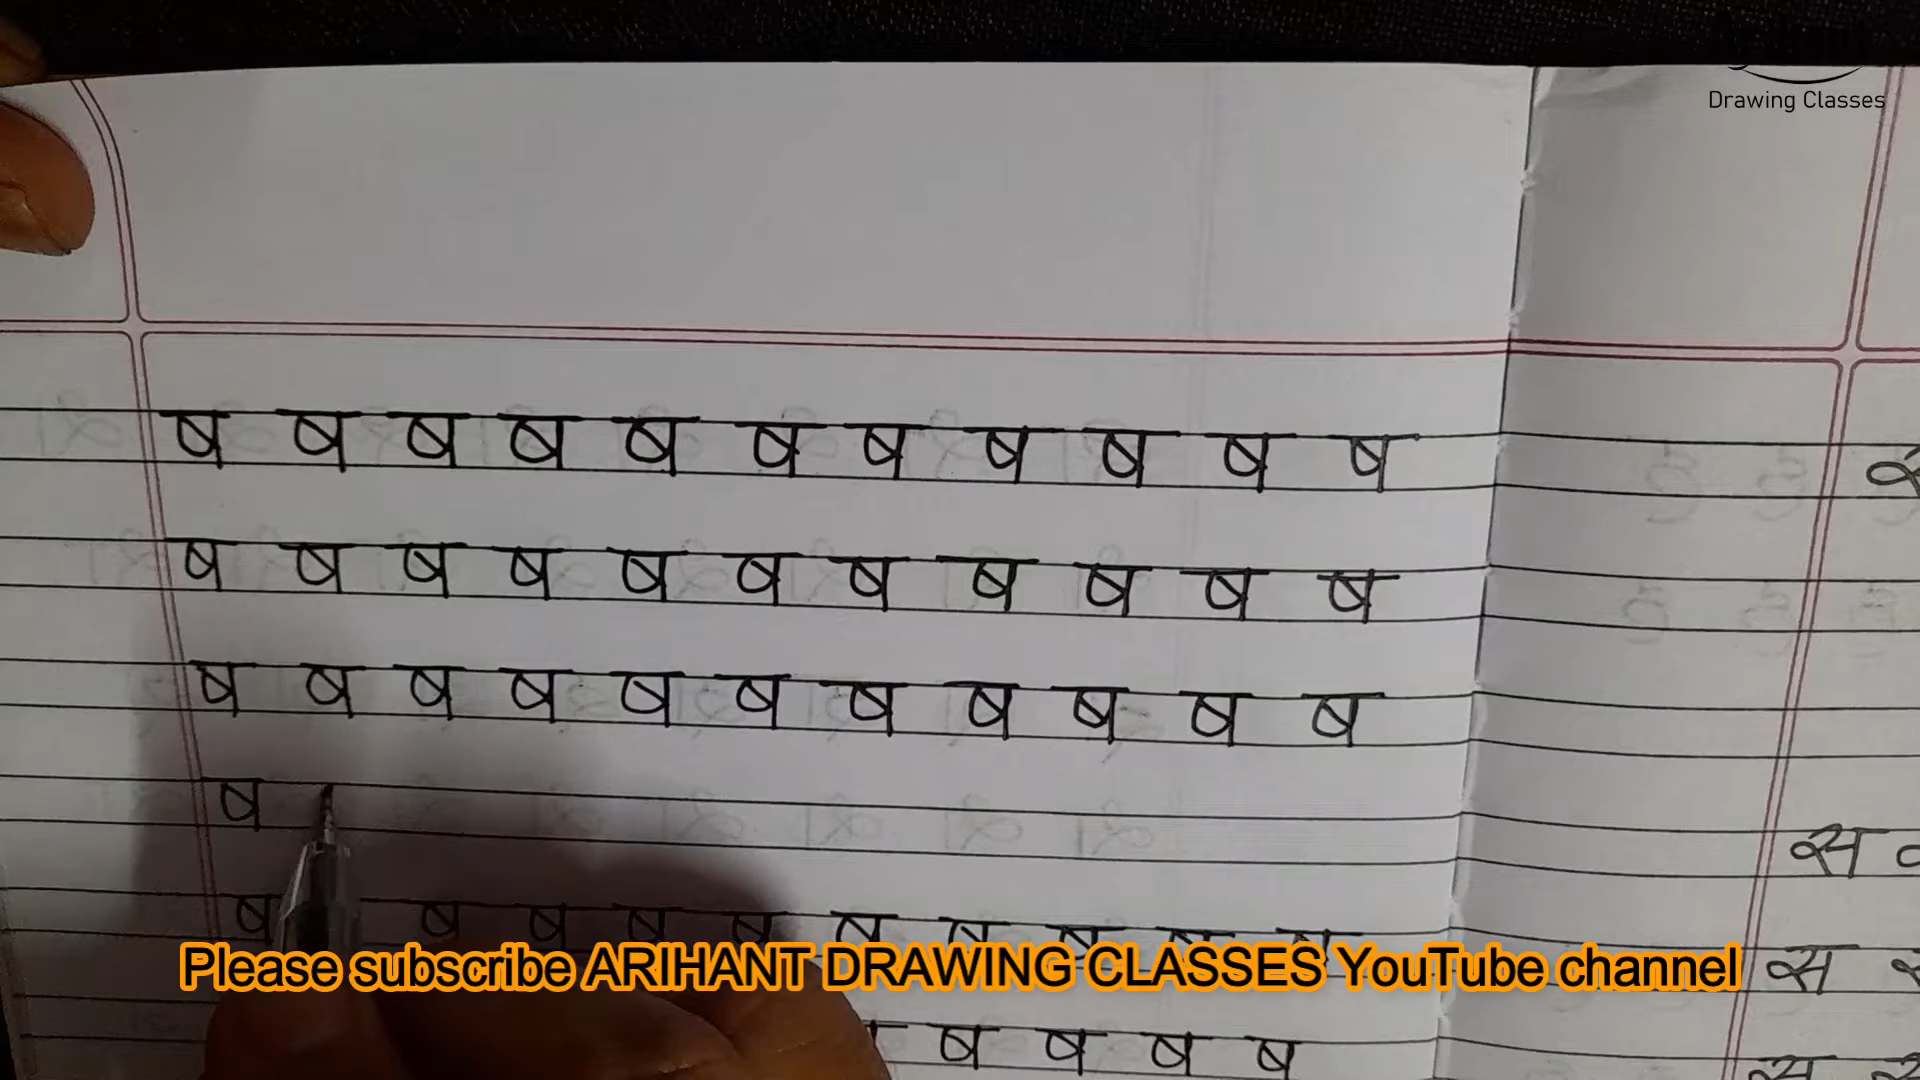 Drawing Classes
ष ष ष ष ष ष ष ष ष ष ष
ष ष ष ष ष ष ष ष ष ष ष
ष ष ष ष ष ष ष ष ष ष ष
ष
स
ष ष ष ष ष ष ष ष ष ष
स
Please subscribe ARIHANT DRAWING CLASSES YouTube channel
ष ष ष ष